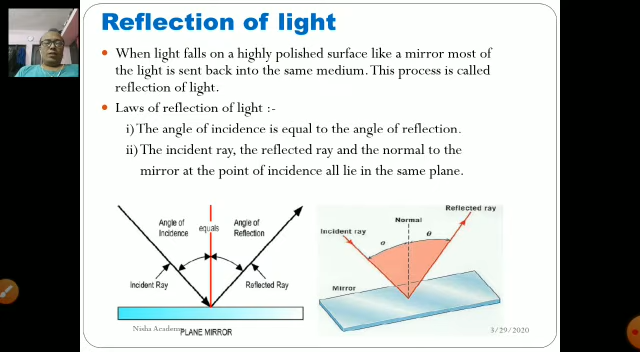 Reflection of light
When light falls on a highly polished surface like a mirror most of
the light is sent back into the same medium. This process is called
reflection of light.
Laws of reflection of light :-
i) The angle of incidence is equal to the angle of reflection.
ii) The incident ray, the reflected ray and the normal to the
mirror at the point of incidence all lie in the same plane.
Angle of
Incidence
equals
Angle of
Reflection
Incident Ray
Reflected Ray
PLANE MIRROR
Reflected ray
Normal
Incident ray
θ
θ
Mirror
Nisha Academy
3/29/2020